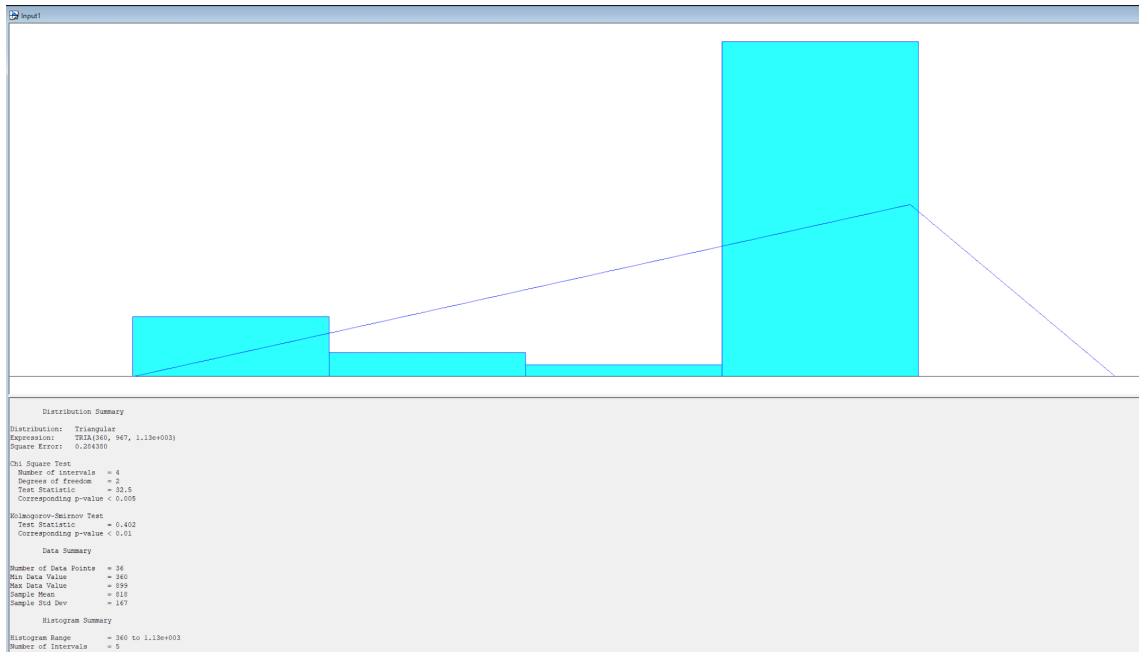 Input1
Distribution Summary
Distribution: Triangular
Expression: TRIA(360, 967, 1.13e+003)
Square Error: 0.284380
Chi Square Test
Number of intervals = 4
Degrees of freedom = 2
Test Statistic = 32.5
Corresponding p-value < 0.005
Kolmogorov-Smirnov Test
Test Statistic = 0.402
Corresponding p-value < 0.01
Data Summary
Number of Data Points = 36
Min Data Value = 360
Max Data Value = 899
Sample Mean = 818
Sample Std Dev = 167
Histogram Summary
Histogram Range = 360 to 1.13e+003
Number of Intervals = 5